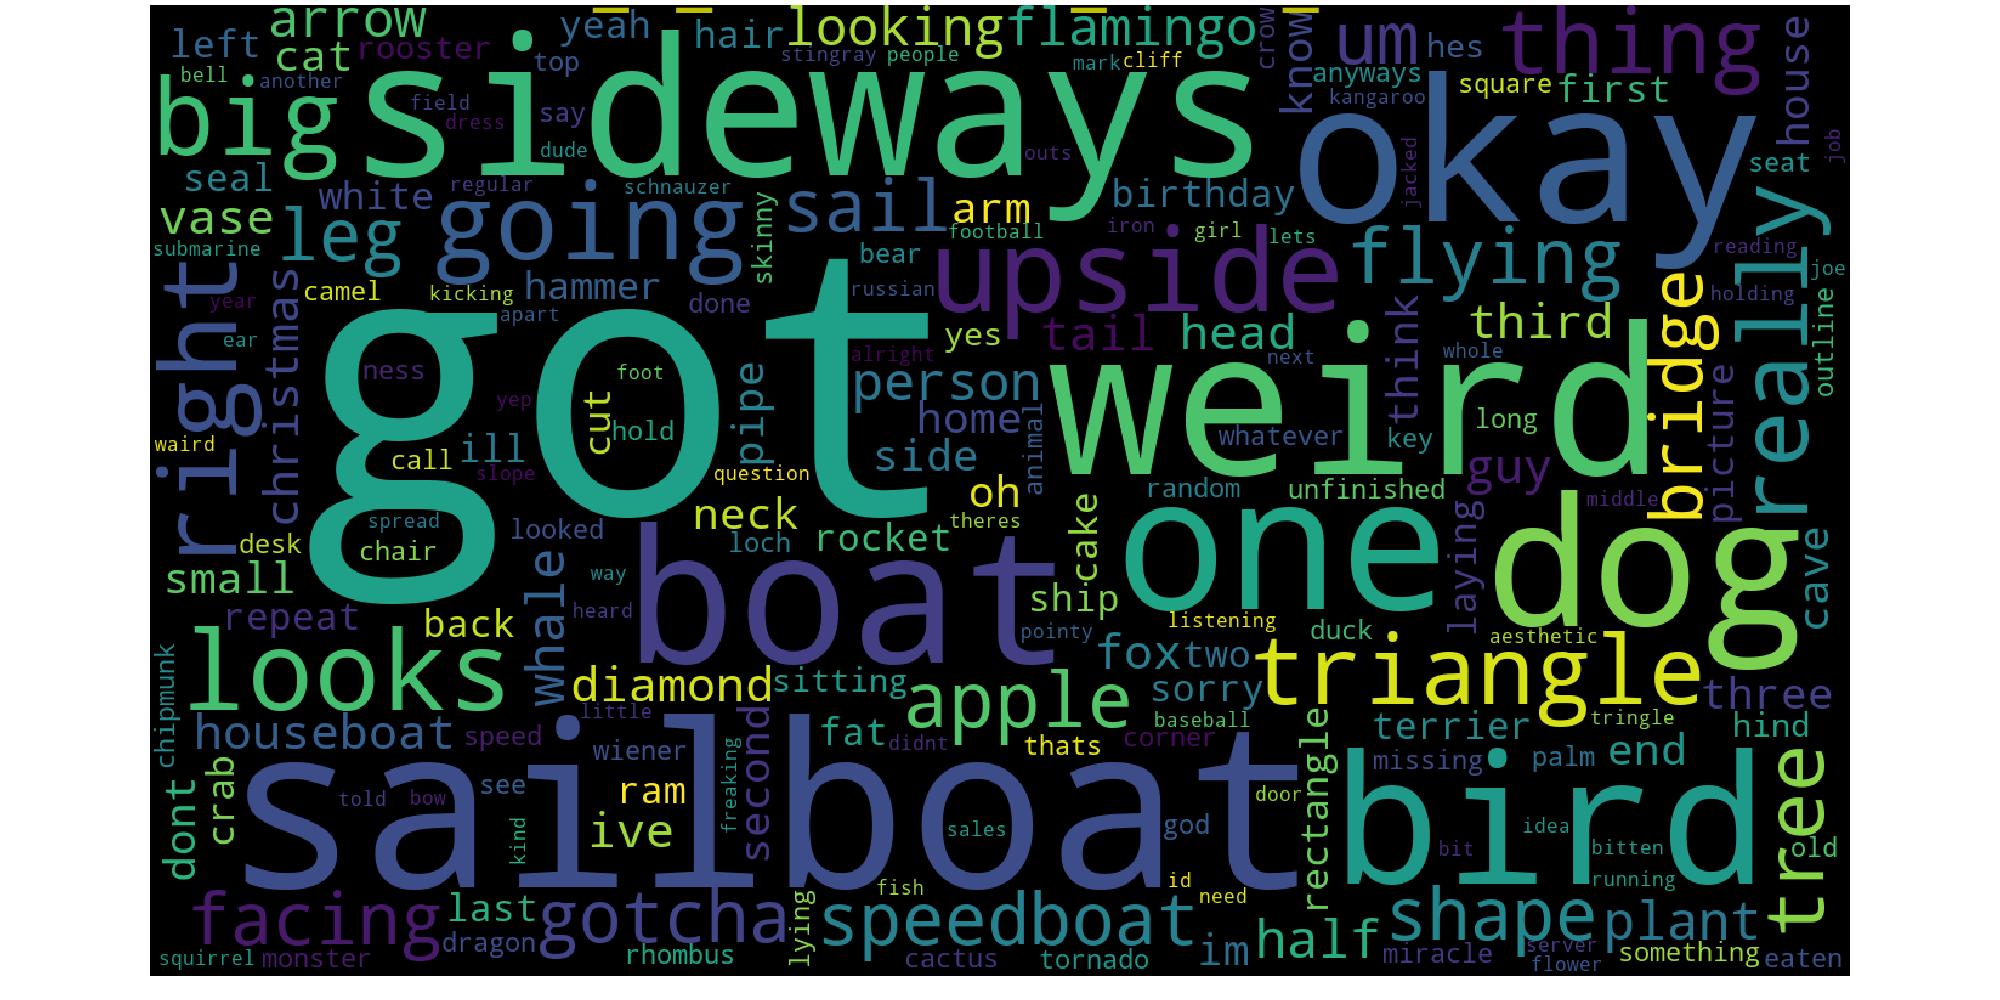 arrow
yeah
hair
looking
flamingo
crow
um
hes
thing
left
cat
rooster
top
stingray
people
mark
cliff
know
anyways
house
bell
another
big
sideways
field
say
dress
dude
outs
kangaroo
square
first
okay
jacked
job
seat
seal
white
regular
schnauzer
skinny
sail
arm
birthday
vase
leg
going
football
iron
girl
lets
flying
really
reading
submarine
bear
upside
joe
right
year
christmas
camel
kicking
hammer
done
russian
holding
bridge
outline
ear
apart
tail
head
think
third
yes
got
ness
foot
alright
next
whole
weird
yep
cut
pipe
person
picture
hold
home
animal
whatever
key
long
guy
waird
call
ill
slope
question
side
oh
random
unfinished
middle
spread
looked
neck
theres
cake
one
laying
dog
cave
desk
chair
loch
rocket
small
whale
way
boat
ship
repeat
back
heard
pointy
listening
duck
aesthetic
looks
chipmunk
diamond
sitting
apple
fox
two
sorry
triangle
three
houseboat
speed
little
second
fat
didnt
thats
corner
baseball
rectangle
terrier
tringle
hind
dont
crab
wiener
freaking
missing
palm
end
tree
sailboat
told
bow
see
ram
ive
kind
sales
god
door
bird
idea
bit
bitten
old
facing
last
gotcha
lying
fish
id
need
running
speedboat
shape
plant
squirrel
monster
dragon
rhombus
cactus
tornado
im
half
miracle
server
flower
something
eaten